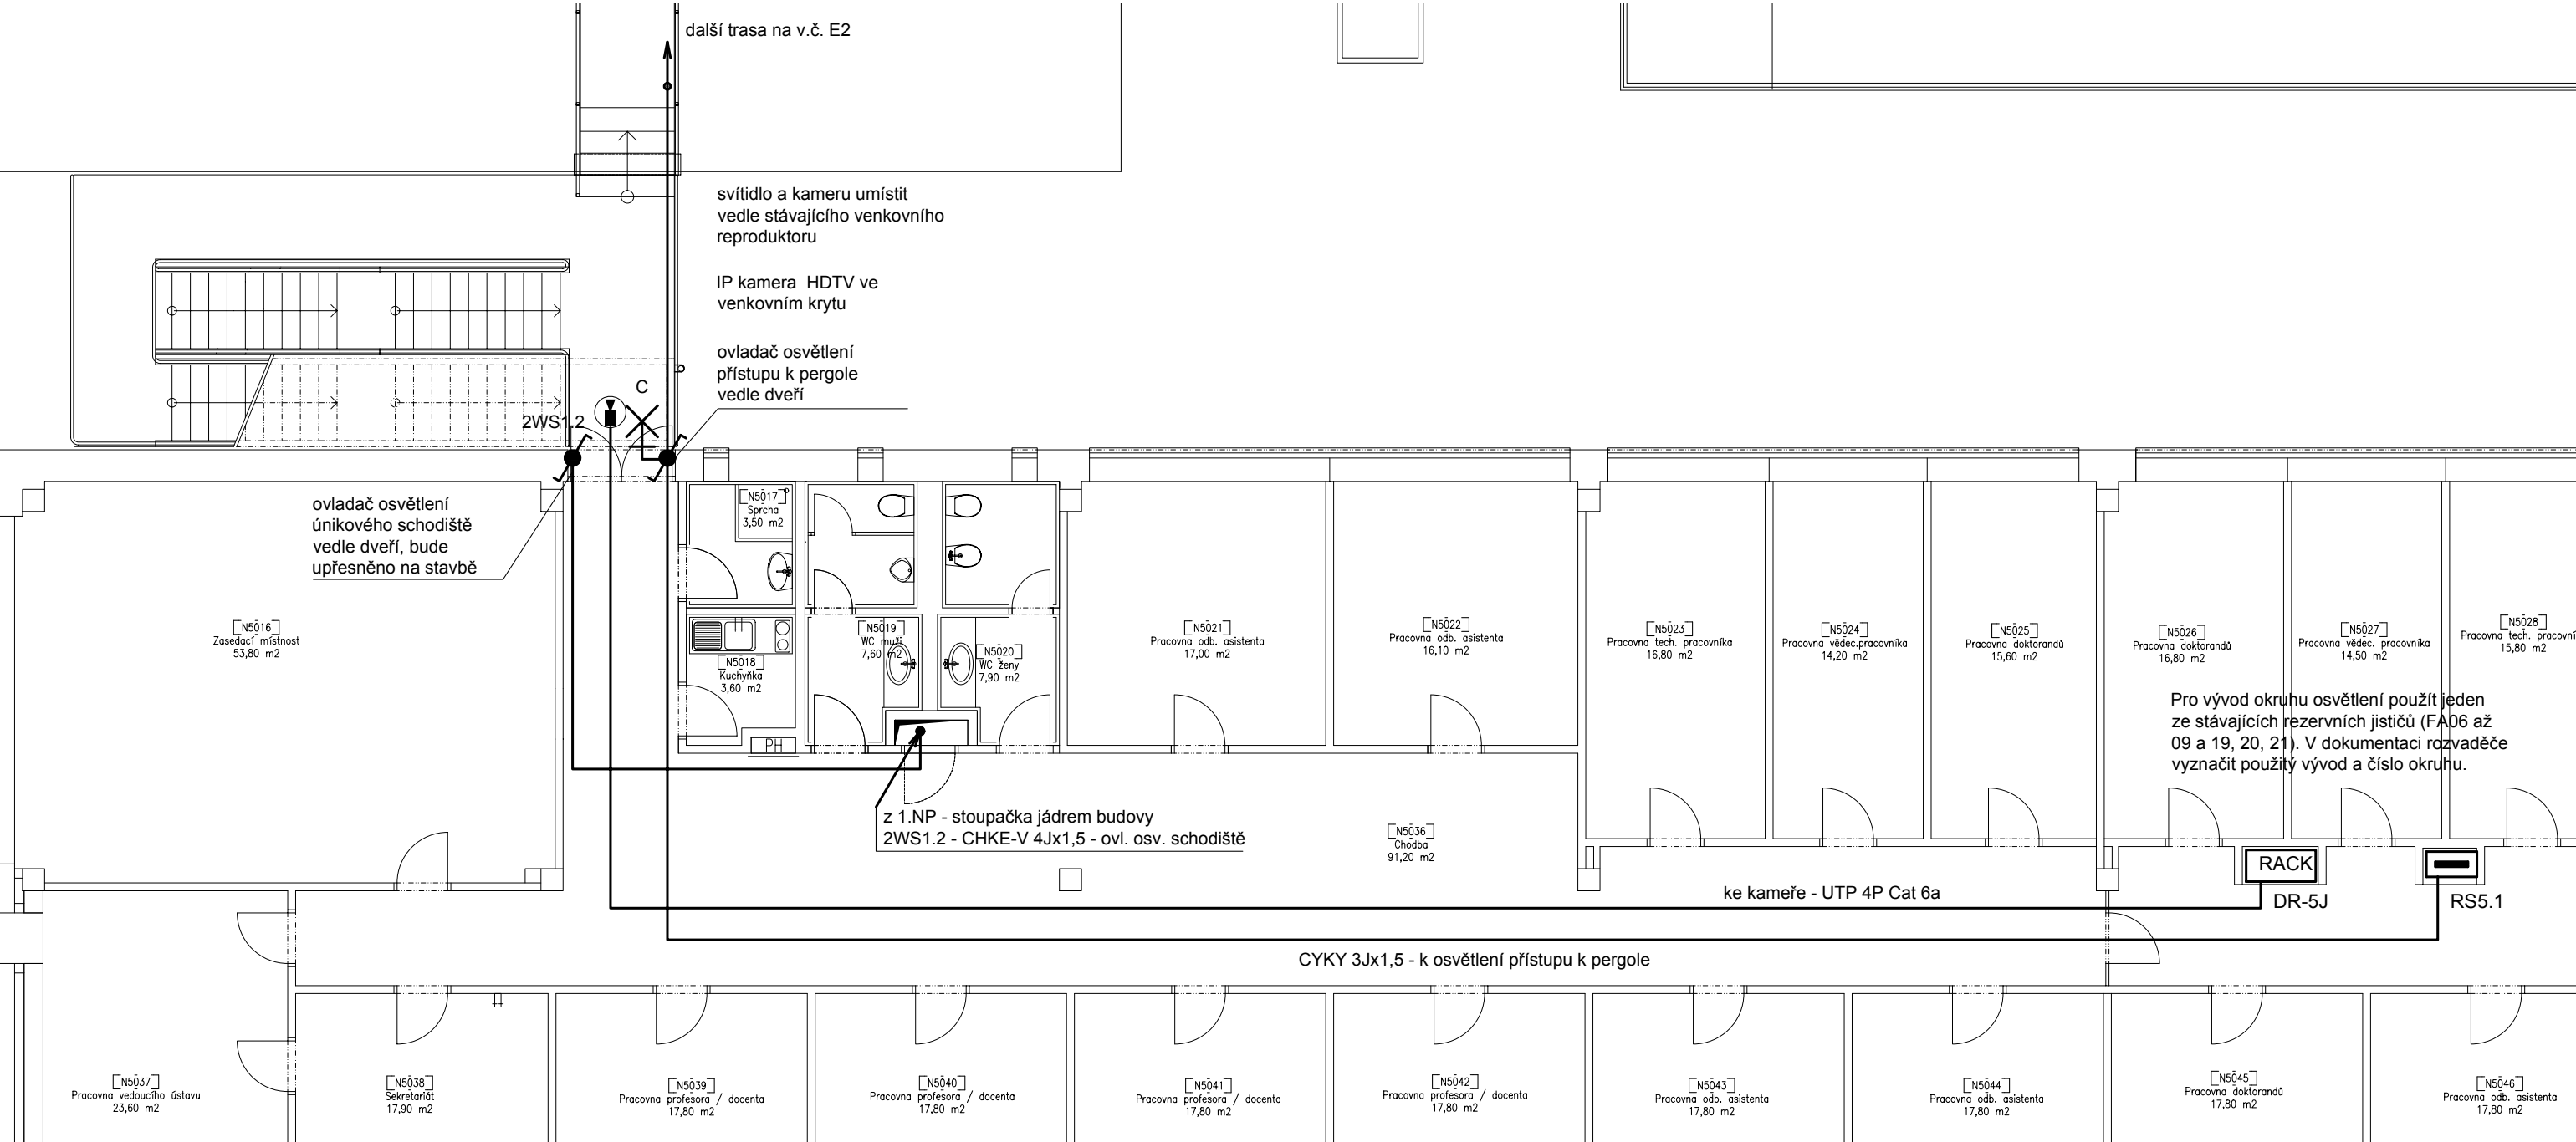 další trasa na v.č. E2
svítidlo a kameru umístit
vedle stávajícího venkovního
reproduktoru
IP kamera  HDTV ve
venkovním krytu
ovladač osvětlení
přístupu k pergole
vedle dveří
C
2WS1.2
ovladač osvětlení
únikového schodiště
vedle dveří, bude
upřesněno na stavbě
N5016
Zasedací místnost
53,80 m2
N5017
Sprcha
3,50 m2
N5018
Kuchyňka
3,60 m2
PH
N5019
WC muži
7,60 m2
N5020
WC ženy
7,90 m2
N5021
Pracovna odb. asistenta
17,00 m2
N5022
Pracovna odb. asistenta
16,10 m2
N5023
Pracovna tech. pracovníka
16,80 m2
N5024
Pracovna vědec.pracovníka
14,20 m2
N5025
Pracovna doktorandů
15,60 m2
N5026
Pracovna doktorandů
16,80 m2
N5027
Pracovna vědec. pracovníka
14,50 m2
N5028
Pracovna tech. pracovní
15,80 m2
Pro vývod okruhu osvětlení použít jeden
ze stávajících rezervních jističů (FA06 až
09 a 19, 20, 21). V dokumentaci rozvaděče
vyznačit použitý vývod a číslo okruhu.
z 1.NP - stoupačka jádrem budovy
2WS1.2 - CHKE-V 4Jx1,5 - ovl. osv. schodiště
N5036
Chodba
91,20 m2
RACK
DR-5J
RS5.1
ke kameře - UTP 4P Cat 6a
CYKY 3Jx1,5 - k osvětlení přístupu k pergole
N5037
Pracovna vedoucího ústavu
23,60 m2
N5038
Sekretariát
17,90 m2
N5039
Pracovna profesora / docenta
17,80 m2
N5040
Pracovna profesora / docenta
17,80 m2
N5041
Pracovna profesora / docenta
17,80 m2
N5042
Pracovna profesora / docenta
17,80 m2
N5043
Pracovna odb. asistenta
17,80 m2
N5044
Pracovna odb. asistenta
17,80 m2
N5045
Pracovna doktorandů
17,80 m2
N5046
Pracovna odb. asistenta
17,80 m2